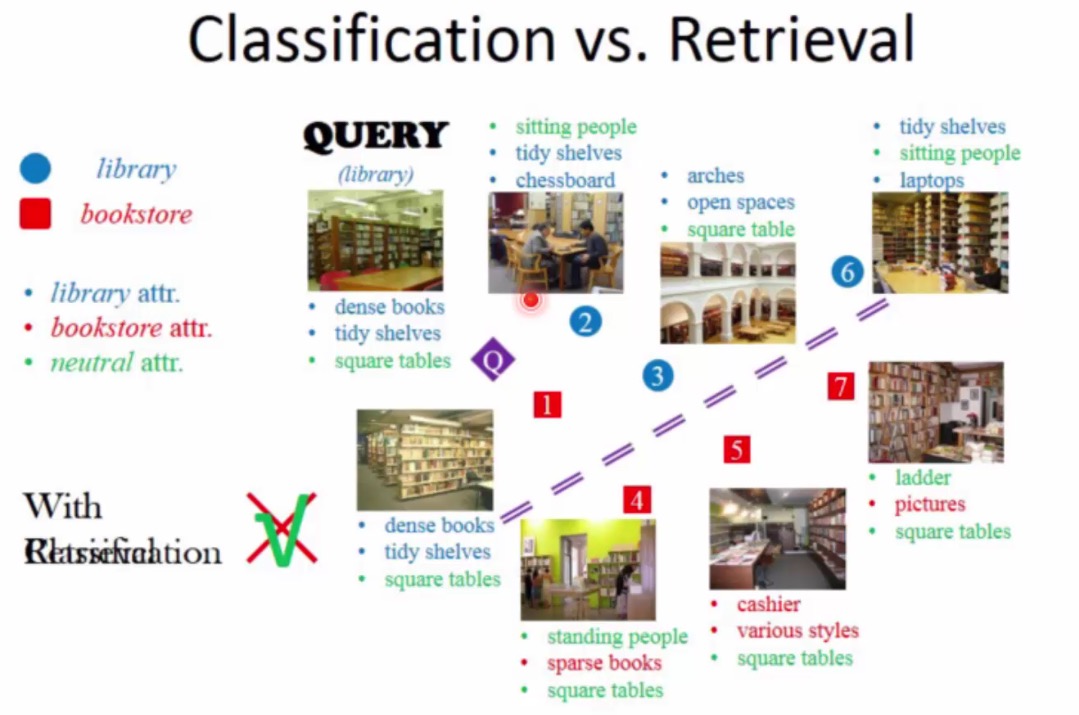 Classification vs. Retrieval
library
bookstore
• library attr.
• bookstore attr.
• neutral attr.
QUERY
(library)
• dense books
• tidy shelves
• square tables
• sitting people
• tidy shelves
• chessboard
• arches
• open spaces
• square table
• tidy shelves
• sitting people
• laptops
Q
2
3
6
1
4
5
7
• dense books
• tidy shelves
• square tables
• standing people
• sparse books
• square tables
• cashier
• various styles
• square tables
• ladder
• pictures
• square tables
With
Retrieval
Classification